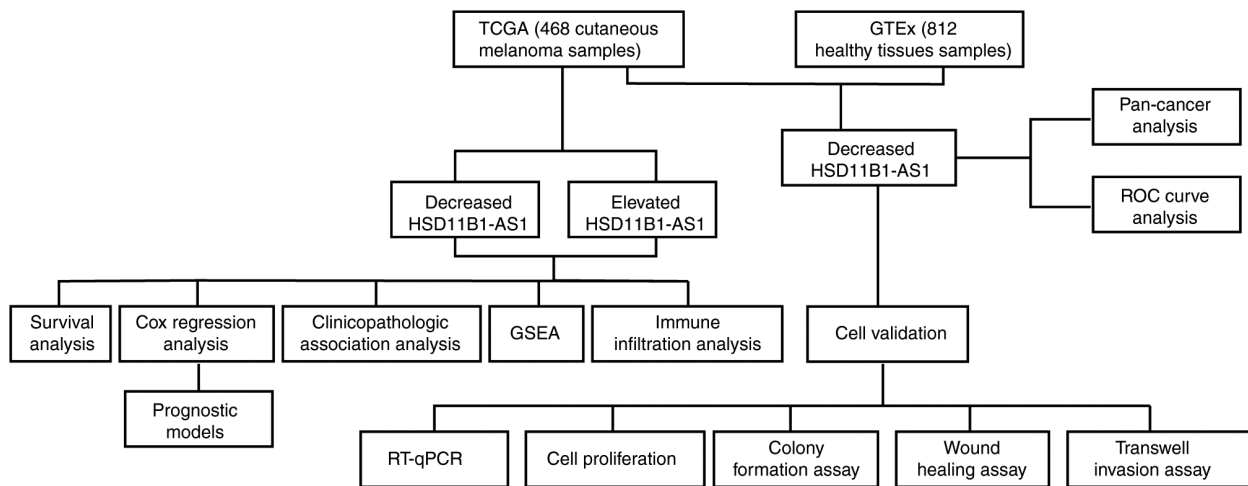 TCGA (468 cutaneous
melanoma samples)
GTEx (812
healthy tissues samples)
Pan-cancer
analysis
Decreased
HSD11B1-AS1
ROC curve
analysis
Decreased
HSD11B1-AS1
Elevated
HSD11B1-AS1
Survival
analysis
Cox regression
analysis
Clinicopathologic
association analysis
GSEA
Immune
infiltration analysis
Cell validation
Prognostic
models
RT-qPCR
Cell proliferation
Colony
formation assay
Wound
healing assay
Transwell
invasion assay